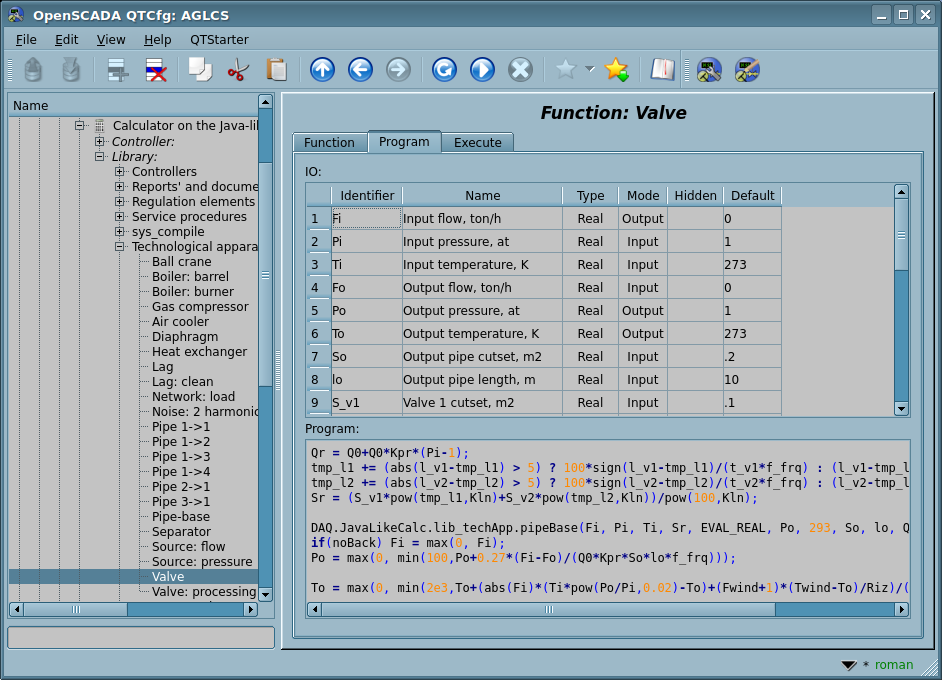 OpenSCADA QTCfg: AGLCS
File Edit View Help QTStarter
Name
Calculator on the Java-lil
Controller:
Library:
Controllers
Reports' and docume
Regulation elements
Service procedures
sys_compile
Technological appara
Ball crane
Boiler: barrel
Boiler: burner
Gas compressor
Air cooler
Diaphragm
Heat exchanger
Lag
Lag: clean
Network: load
Noise: 2 harmonic
Pipe 1->1
Pipe 1->2
Pipe 1->3
Pipe 1->4
Pipe 2->1
Pipe 3->1
Pipe-base
Separator
Source: flow
Source: pressure
Valve
Valve: processing
Function: Valve
Function Program Execute
IO:
Identifier Name Type Mode Hidden Default
1 Fi Input flow, ton/h Real Output 0
2 Pi Input pressure, at Real Input 1
3 Ti Input temperature, K Real Input 273
4 Fo Output flow, ton/h Real Input 0
5 Po Output pressure, at Real Output 1
6 To Output temperature, K Real Output 273
7 So Output pipe cutset, m2 Real Input .2
8 lo Output pipe length, m Real Input 10
9 S_v1 Valve 1 cutset, m2 Real Input .1
Program:
Qr = Q0+Q0*Kpr*(Pi-1);
tmp_l1 += (abs(l_v1-tmp_l1) > 5) ? 100*sign(l_v1-tmp_l1)/(t_v1*f_frq) : (l_v1-tmp_l
tmp_l2 += (abs(l_v2-tmp_l2) > 5) ? 100*sign(l_v2-tmp_l2)/(t_v2*f_frq) : (l_v2-tmp_l
Sr = (S_v1*pow(tmp_l1,Kln)+S_v2*pow(tmp_l2,Kln))/pow(100,Kln);
DAQ.JavaLikeCalc.lib_techApp.pipeBase(Fi, Pi, Ti, Sr, EVAL_REAL, Po, 293, So, lo, Q
if(noBack) Fi = max(0, Fi);
Po = max(0, min(100,Po+0.27*(Fi-Fo)/(Q0*Kpr*So*lo*f_frq)));
To = max(0, min(2e3,To+(abs(Fi)*(Ti*pow(Po/Pi,0.02)-To)+(Fwind+1)*(Twind-To)/Riz)/(
* roman